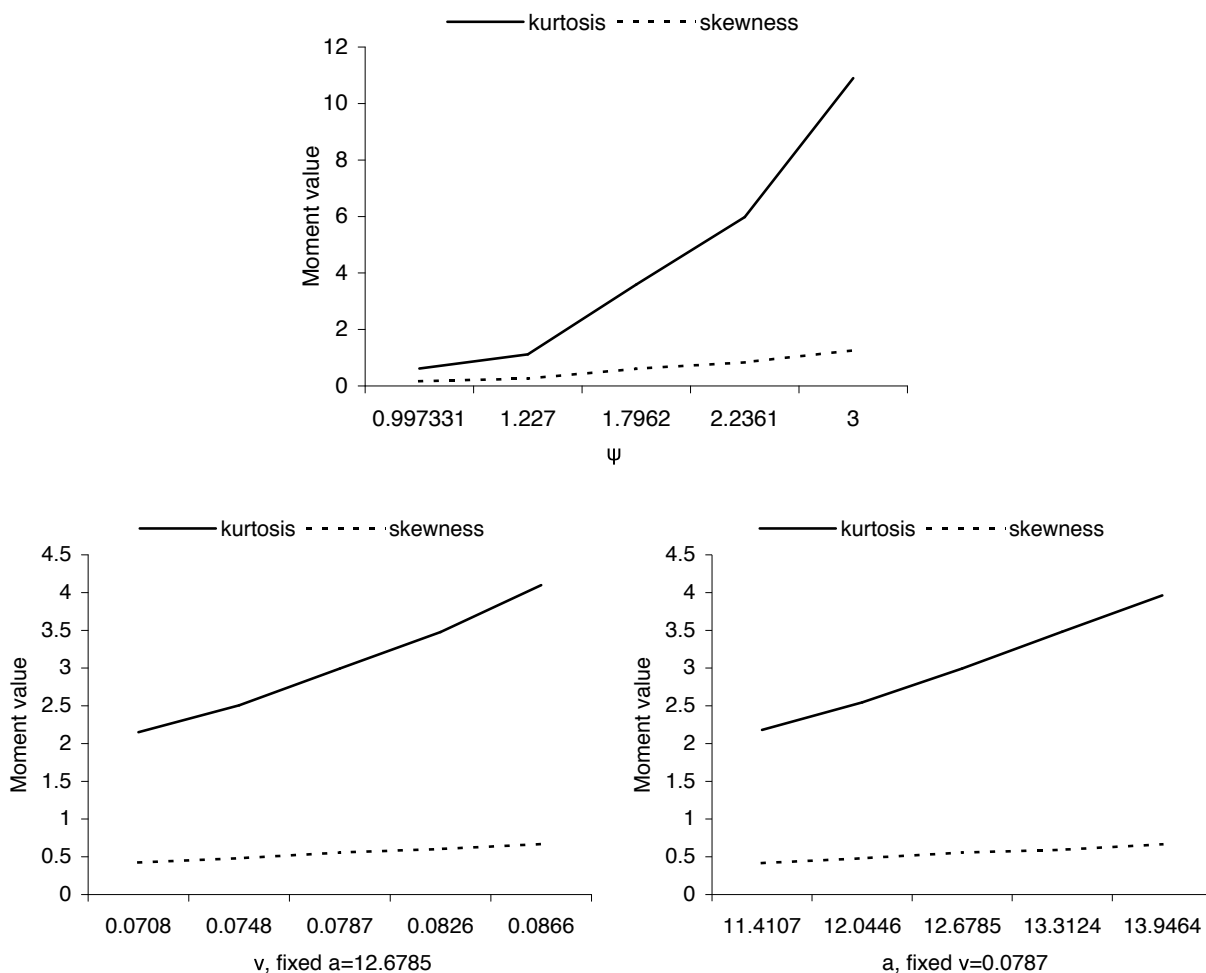 kurtosis skewness
12
10
8
6
4
2
0
Moment value
0.997331 1.227 1.7962 2.2361 3
ψ
kurtosis skewness
4.5
4
3.5
3
2.5
2
1.5
1
0.5
0
Moment value
0.0708 0.0748 0.0787 0.0826 0.0866
v, fixed a=12.6785
kurtosis skewness
4.5
4
3.5
3
2.5
2
1.5
1
0.5
0
Moment value
11.4107 12.0446 12.6785 13.3124 13.9464
a, fixed v=0.0787